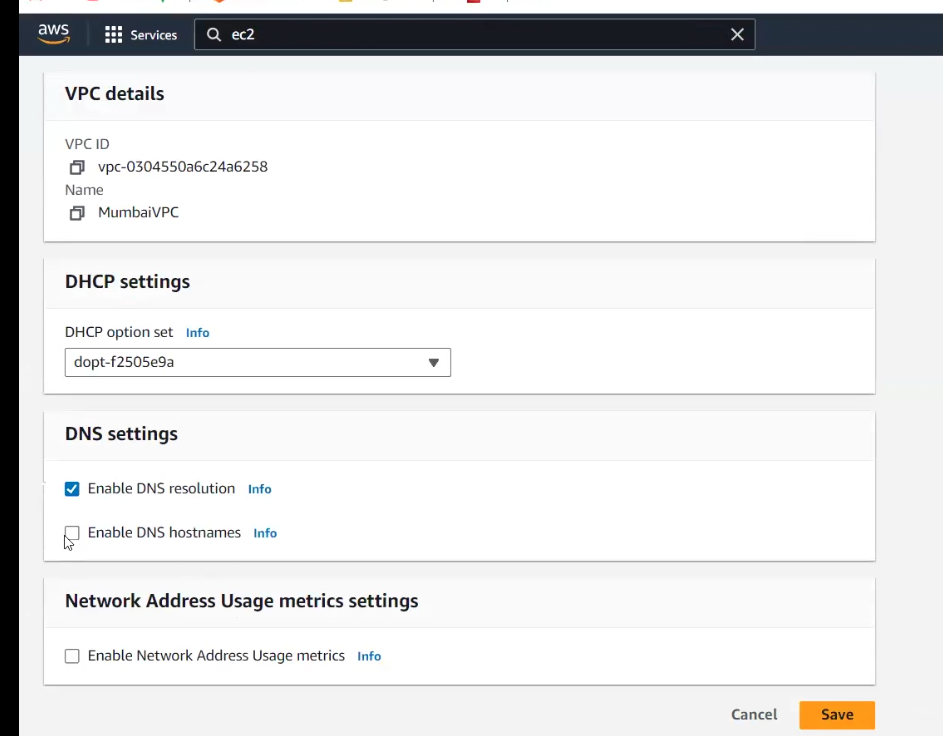 aws Services ec2
VPC details
VPC ID
vpc-0304550a6c24a6258
Name
MumbaiVPC
DHCP settings
DHCP option set Info
dopt-f2505e9a
DNS settings
Enable DNS resolution Info
Enable DNS hostnames Info
Network Address Usage metrics settings
Enable Network Address Usage metrics Info
Cancel Save